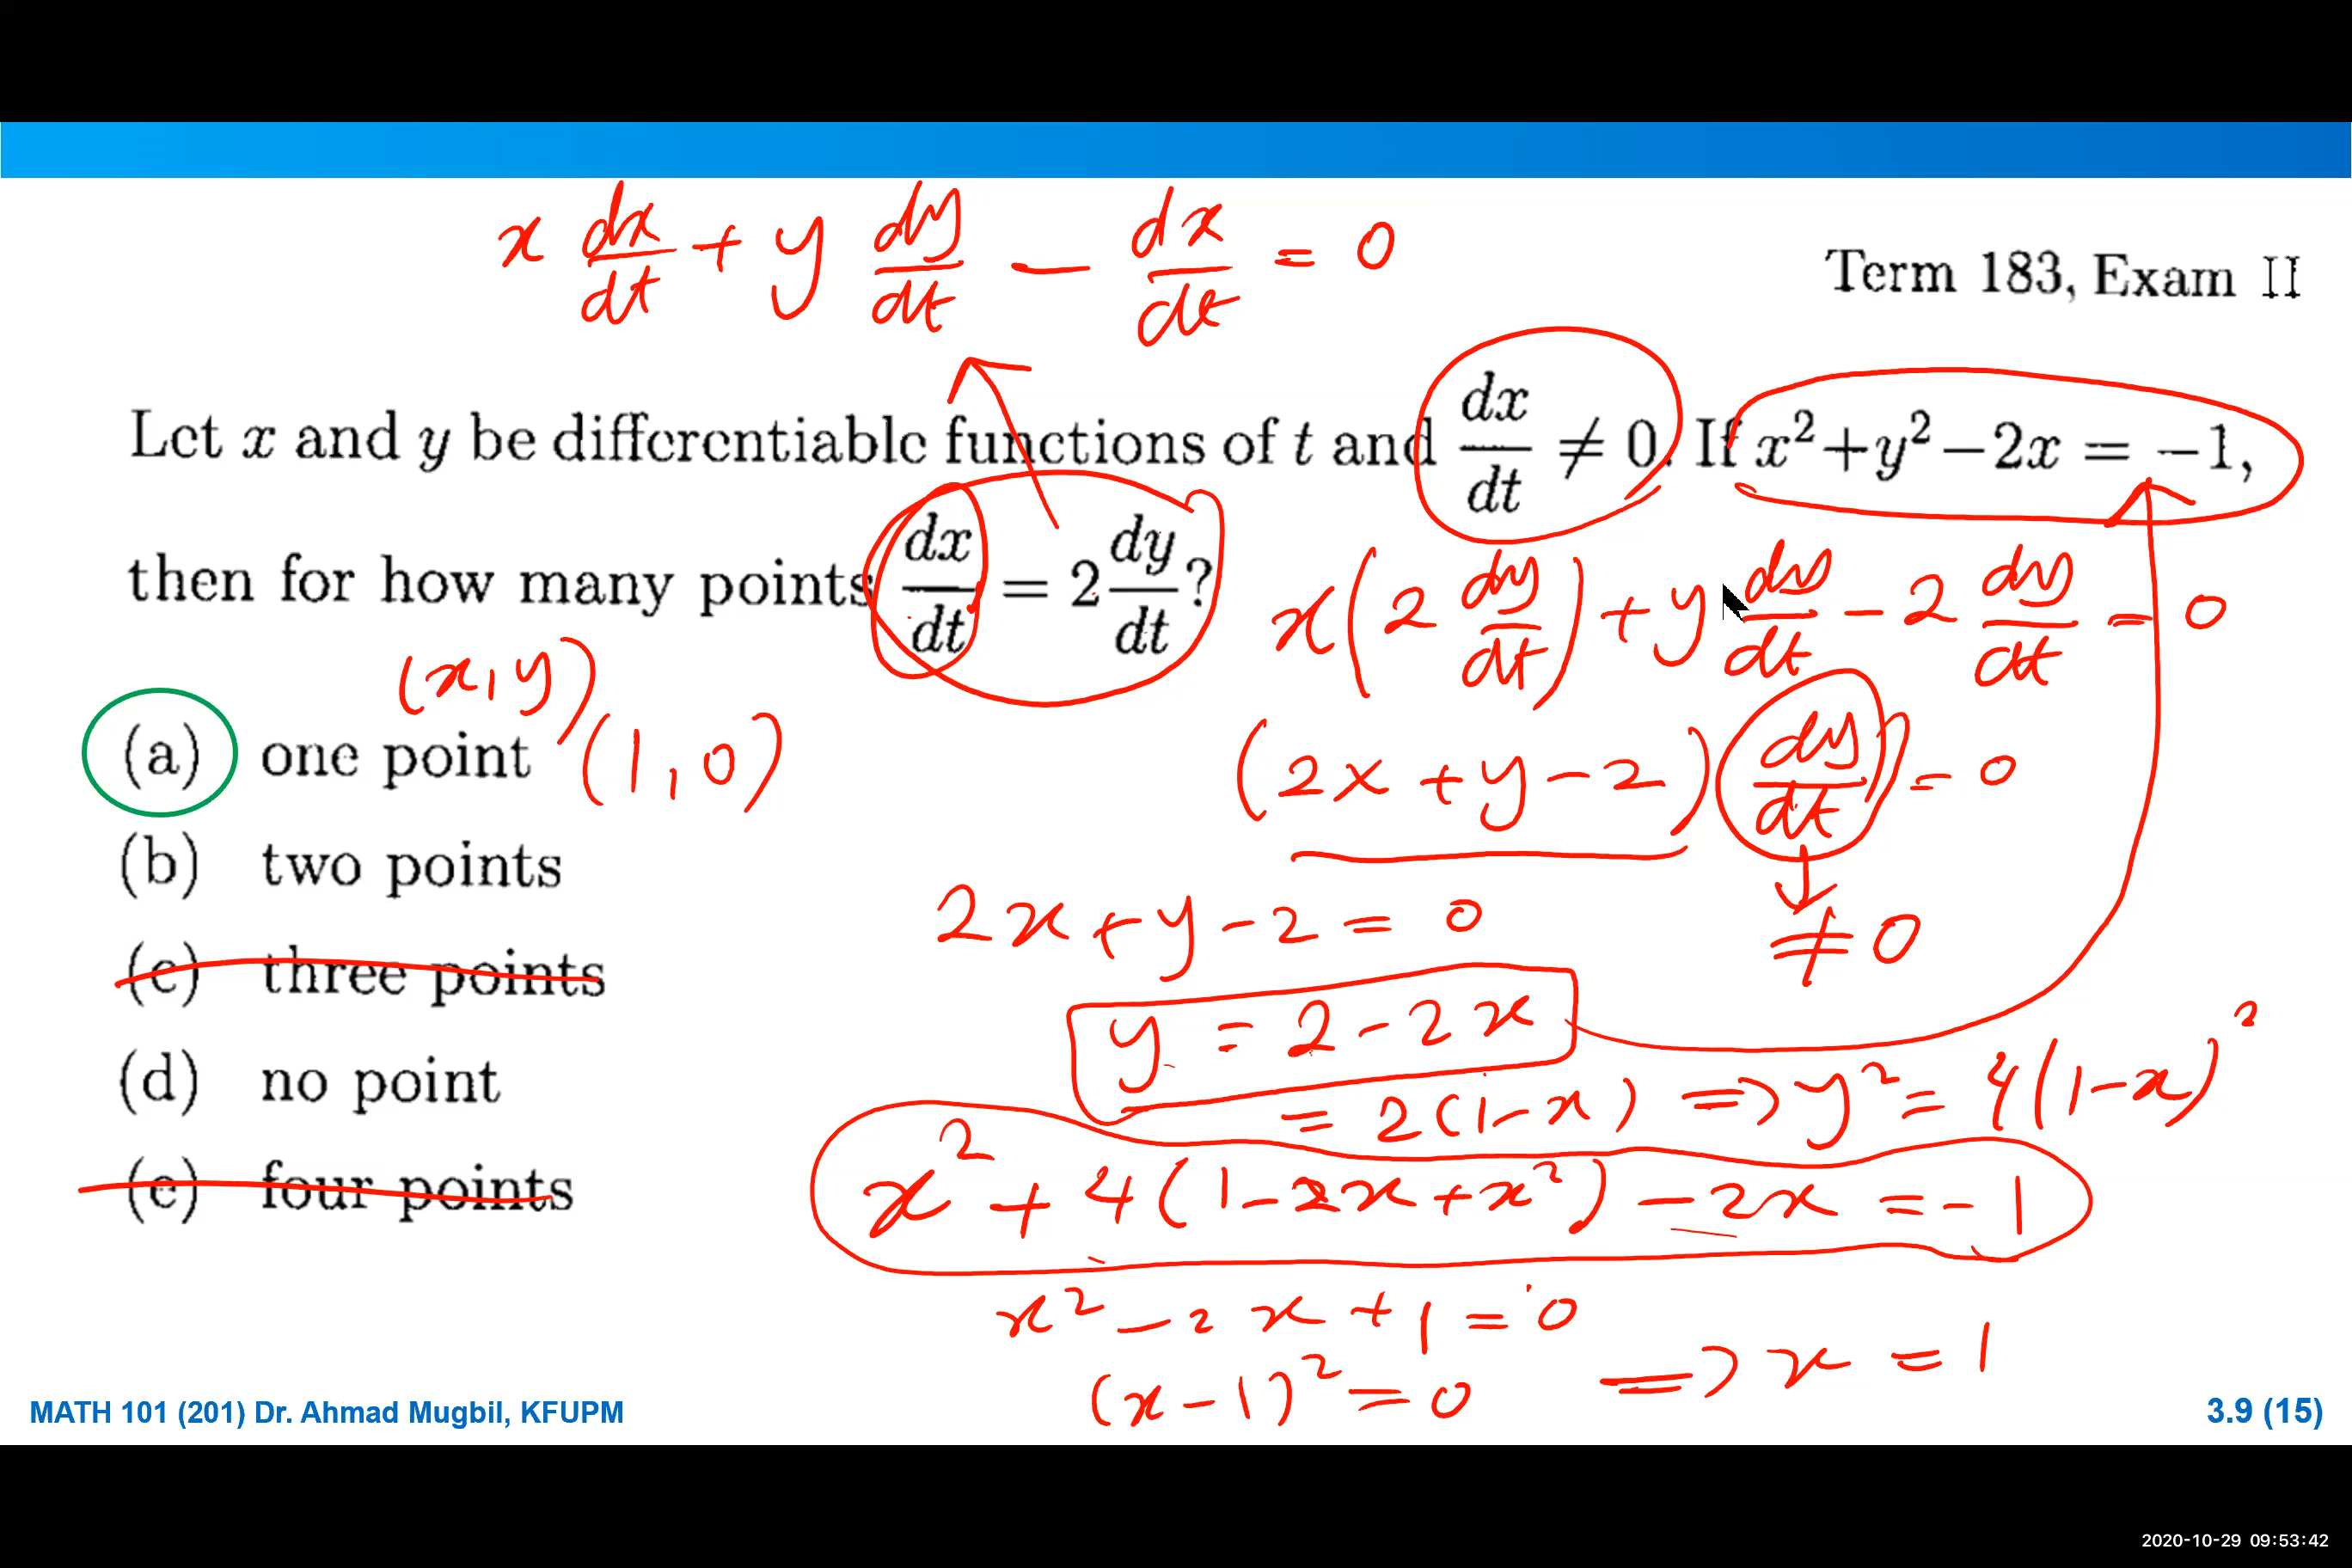 x dx/dt + y dy/dt − dx/dt = 0
Term 183, Exam II
Let x and y be differentiable functions of t and dx/dt ≠ 0. If x² + y² − 2x = −1,
then for how many points dx/dt = 2 dy/dt?
x(2 dy/dt) + y dy/dt − 2 dy/dt = 0
(x, y)
(a) one point (1, 0)
(2x + y − 2)(dy/dt) = 0
(b) two points
2x + y − 2 = 0
≠ 0
(c) three points
y = 2 − 2x
(d) no point
= 2(1 − x) ⇒ y² = 4(1 − x)²
(e) four points
x² + 4(1 − 2x + x²) − 2x = −1
x² − 2x + 1 = 0
(x − 1)² = 0 ⇒ x = 1
MATH 101 (201) Dr. Ahmad Mugbil, KFUPM
3.9 (15)
2020-10-29 09:53:42